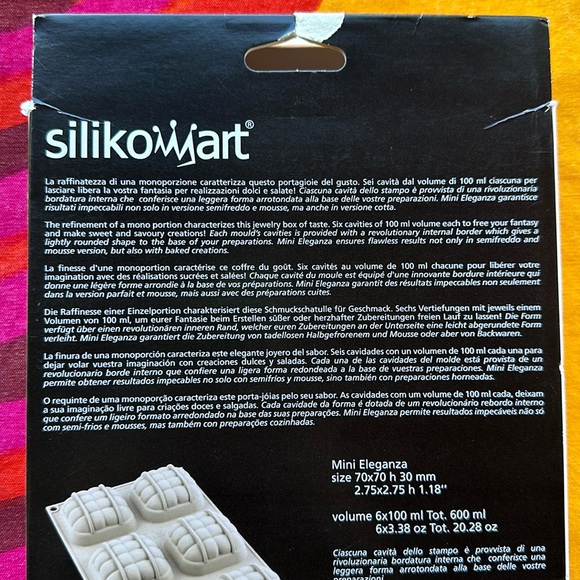 silikomart®
La raffinatezza di una monoporzione caratterizza questo portagioie del gusto. Sei cavità dal volume di 100 ml ciascuna per
lasciare libera la vostra fantasia per realizzazioni dolci e salate! Ciascuna cavità dello stampo è provvista di una rivoluzionaria
bordatura interna che conferisce una leggera forma arrotondata alla base delle vostre preparazioni. Mini Eleganza garantisce
risultati impeccabili non solo in versione semifreddo e mousse, ma anche in versione cotta.
The refinement of a mono portion characterizes this jewelry box of taste. Six cavities of 100 ml volume each to free your fantasy
and make sweet and savoury creations! Each mould's cavities is provided with a revolutionary internal border which gives a
lightly rounded shape to the base of your preparations. Mini Eleganza ensures flawless results not only in semifreddo and
mousse version, but also with baked creations.
La finesse d'une monoportion caractérise ce coffre du goût. Six cavités au volume de 100 ml chacune pour libérer votre
imagination avec des réalisations sucrées et salées! Chaque cavité du moule est équipé d'une innovante bordure intérieure qui
donne une légère forme arrondie à la base de vos préparations. Mini Eleganza garantit des résultats impeccables non seulement
dans la version parfait et mousse, mais aussi avec des préparations cuites.
Die Raffinesse einer Einzelportion charakterisiert diese Schmuckschatulle für Geschmack. Sechs Vertiefungen mit jeweils einem
Volumen von 100 ml, um eurer Fantasie beim Erstellen süßer oder herzhafter Zubereitungen freien Lauf zu lassen! Die Form
verfügt über einen revolutionären inneren Rand, welcher euren Zubereitungen an der Unterseite eine leicht abgerundete Form
verleiht. Mini Eleganza garantiert die Zubereitung von tadellosen Halbgefrorenem und Mousse oder aber von Backwaren.
La finura de una monoporción caracteriza este elegante joyero del sabor. Seis cavidades con un volumen de 100 ml cada una para
dejar volar vuestra imaginación con creaciones dulces y saladas. Cada una de las cavidades del molde está provista de un
revolucionario borde interno que confiere una ligera forma redondeada a la base de vuestras preparaciones. Mini Eleganza
permite obtener resultados impecables no solo con semifríos y mousse, sino también con preparaciones horneadas.
O requinte de uma monoporção caracteriza este porta-jóias pelo seu sabor. As cavidades com um volume de 100 ml cada, deixam
a sua imaginação livre para criações doces e salgadas. Cada cavidade da forma é dotada de um revolucionário rebordo interno
que confere um ligeiro formato arredondado na base das suas preparações. Mini Eleganza permite resultados impecáveis não só
com semi-frios e mousses, mas também com preparações cozinhadas.
Mini Eleganza
size 70x70 h 30 mm
2.75x2.75 h 1.18''
volume 6x100 ml Tot. 600 ml
6x3.38 oz Tot. 20.28 oz
Ciascuna cavità dello stampo è provvista di una
rivoluzionaria bordatura interna che conferisce una
leggera forma arrotondata alla base delle vostre
preparazioni